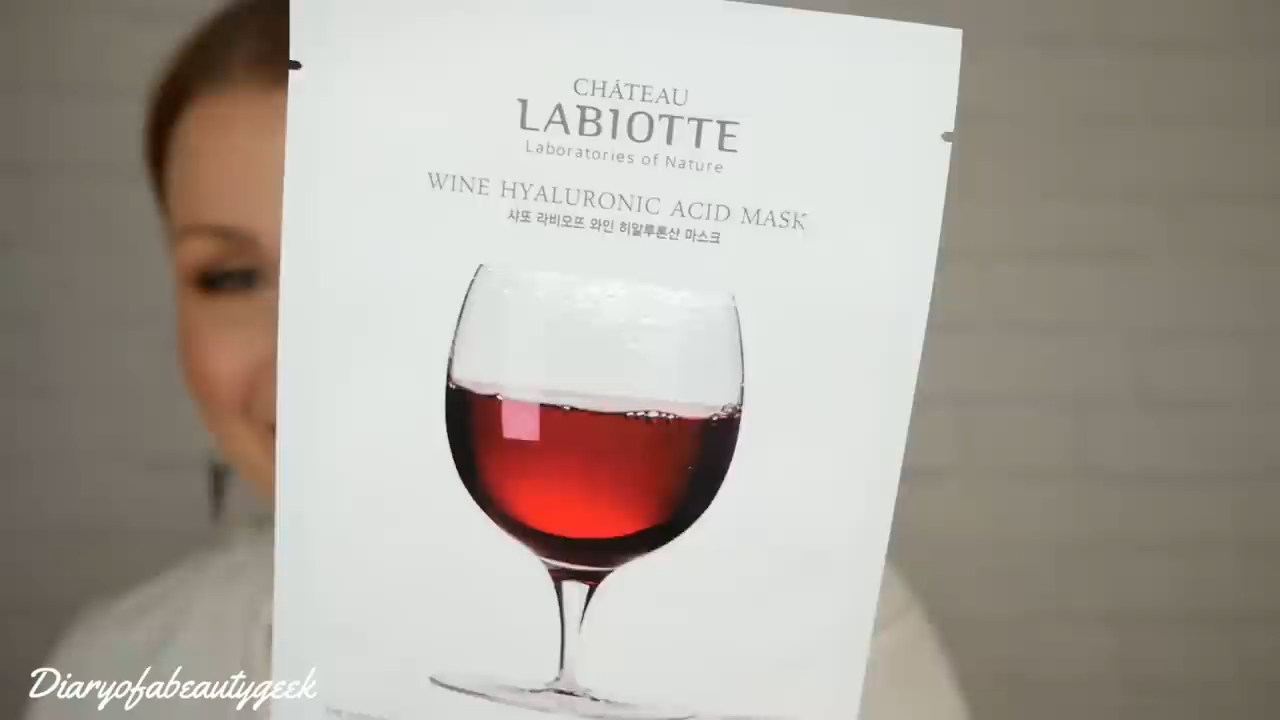 CHÂTEAU
LABIOTTE
Laboratories of Nature
WINE HYALURONIC ACID MASK
샤또 라비오뜨 와인 히알루론산 마스크
Diaryofabeautygeek